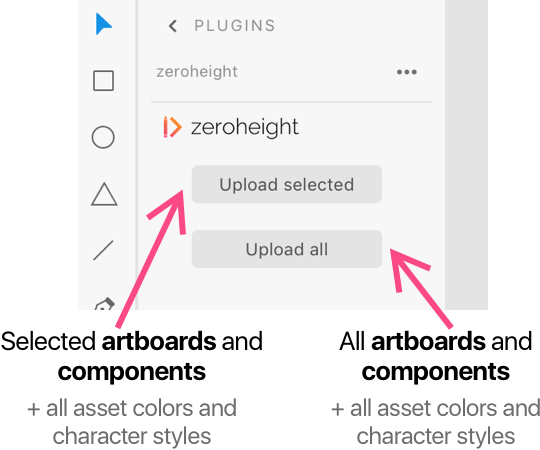 PLUGINS
zeroheight
zeroheight
Upload selected
Upload all
Selected artboards and
components
+ all asset colors and
character styles
All artboards and
components
+ all asset colors and
character styles